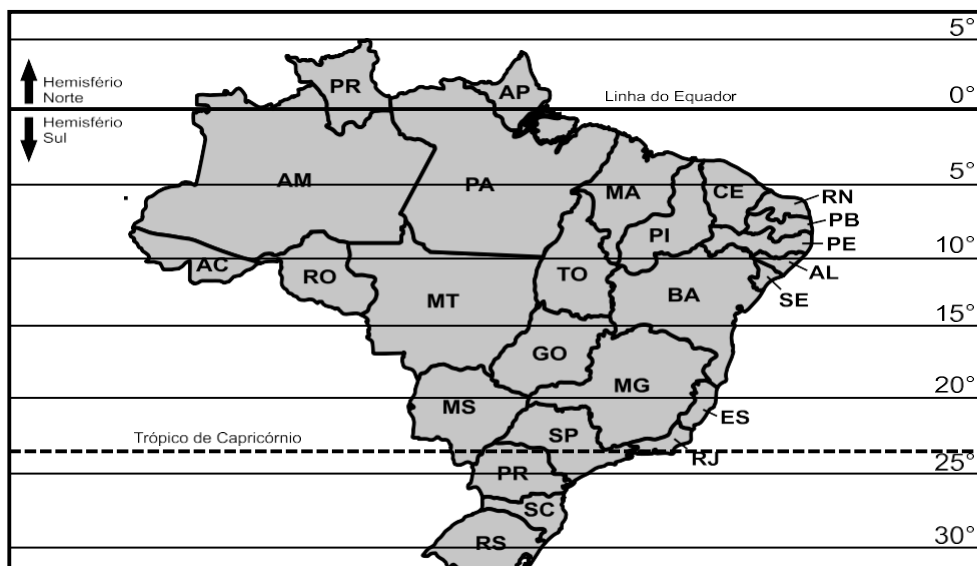 5°
Hemisfério
Norte
PR
AP
Linha do Equador
0°
Hemisfério
Sul
AM
PA
MA
CE
5°
RN
PB
PI
PE
AC
RO
TO
10°
AL
MT
BA
SE
15°
GO
MG
20°
MS
ES
SP
Trópico de Capricórnio
RJ
PR
25°
SC
RS
30°